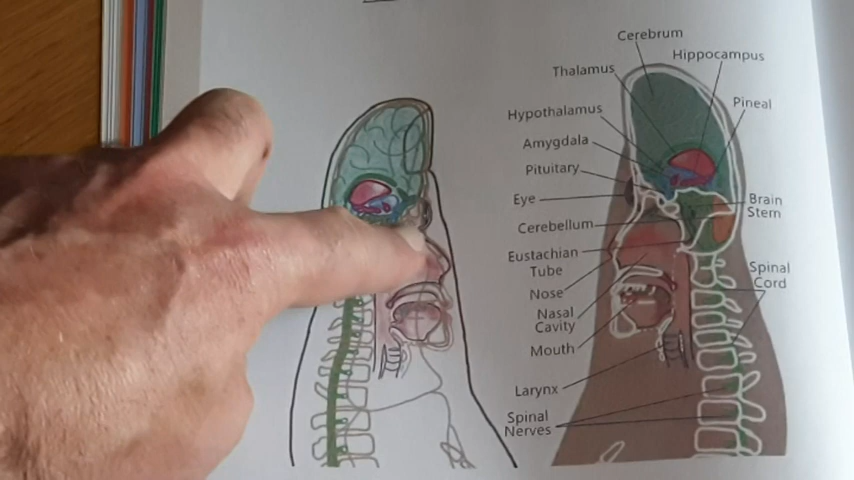 Cerebrum
Hippocampus
Thalamus
Pineal
Hypothalamus
Amygdala
Pituitary
Eye
Brain
Stem
Cerebellum
Eustachian
Tube
Spinal
Cord
Nose
Nasal
Cavity
Mouth
Larynx
Spinal
Nerves